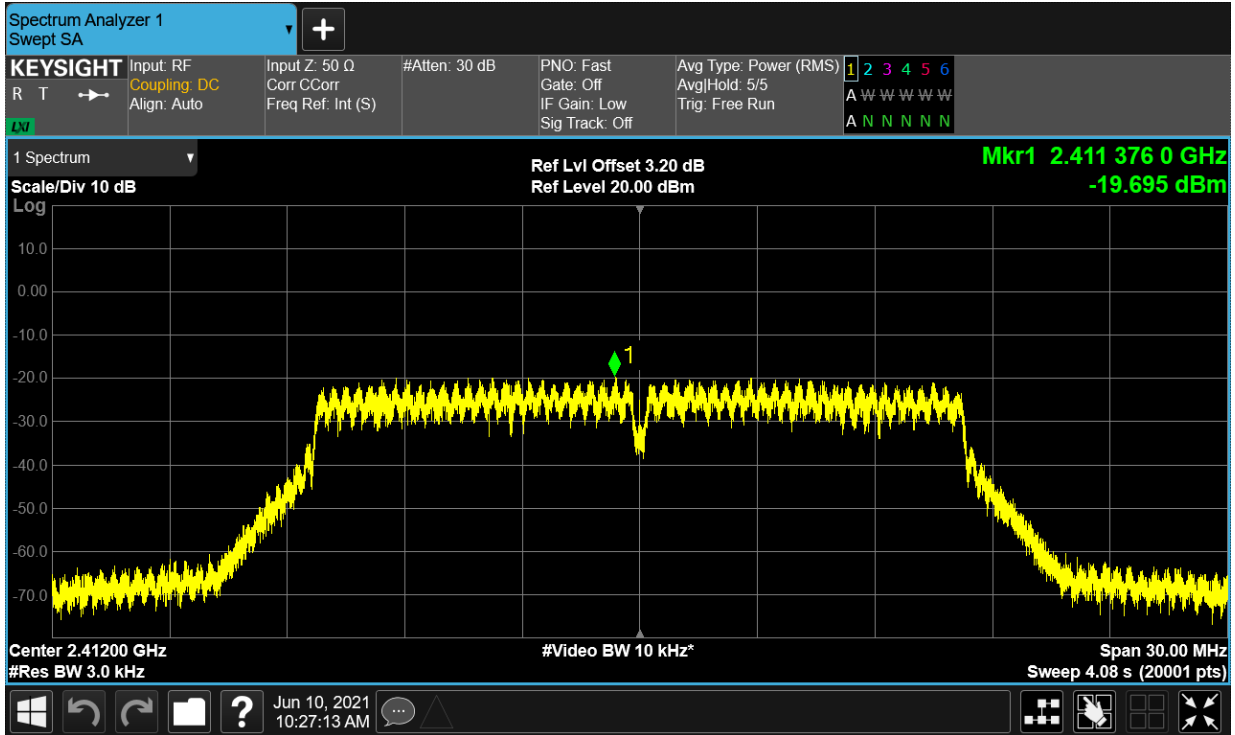 Spectrum Analyzer 1
Swept SA
▼
+
KEYSIGHT
R T
LXI
Input: RF
Coupling: DC
Align: Auto
Input Z: 50 Ω
Corr CCorr
Freq Ref: Int (S)
#Atten: 30 dB
PNO: Fast
Gate: Off
IF Gain: Low
Sig Track: Off
Avg Type: Power (RMS)
Avg|Hold: 5/5
Trig: Free Run
1 2 3 4 5 6
A W W W W W
A N N N N N
1 Spectrum ▼
Scale/Div 10 dB
Log
Ref Lvl Offset 3.20 dB
Ref Level 20.00 dBm
Mkr1 2.411 376 0 GHz
-19.695 dBm
10.0
0.00
-10.0
1
-20.0
-30.0
-40.0
-50.0
-60.0
-70.0
Center 2.41200 GHz
#Res BW 3.0 kHz
#Video BW 10 kHz*
Span 30.00 MHz
Sweep 4.08 s (20001 pts)
?
Jun 10, 2021
10:27:13 AM